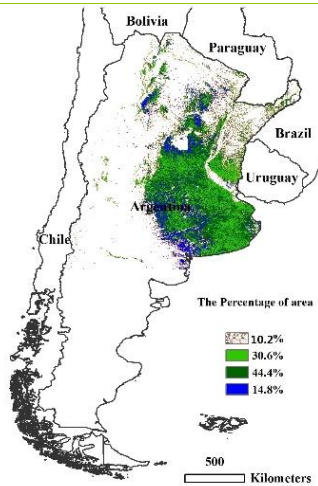 Bolivia
Paraguay
Brazil
Uruguay
Argentina
Chile
The Percentage of area
10.2%
30.6%
44.4%
14.8%
500
Kilometers